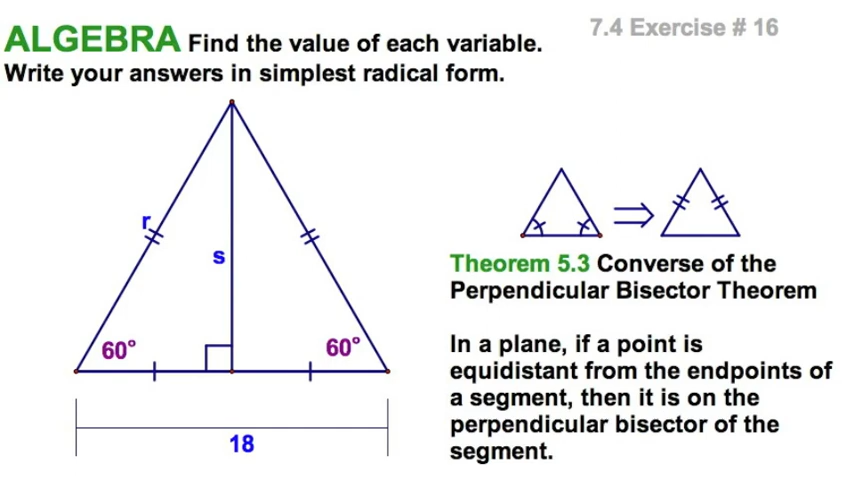 ALGEBRA Find the value of each variable.
Write your answers in simplest radical form.
7.4 Exercise # 16
r
s
60°
60°
18
Theorem 5.3 Converse of the
Perpendicular Bisector Theorem
In a plane, if a point is
equidistant from the endpoints of
a segment, then it is on the
perpendicular bisector of the
segment.